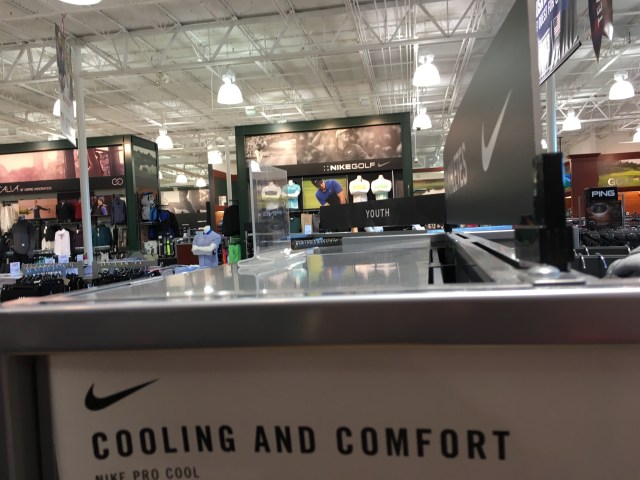 NIKEGOLF
YOUTH
PING
COOLING AND COMFORT
NIKE PRO COOL